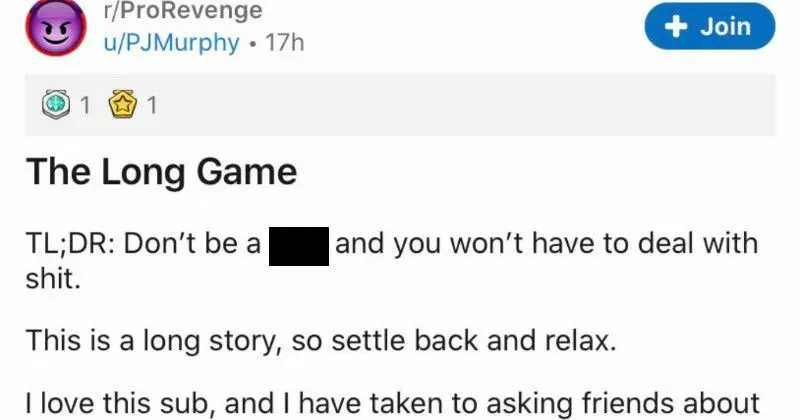 r/ProRevenge
u/PJMurphy • 17h
+ Join
1 1
The Long Game
TL;DR: Don't be a and you won't have to deal with
shit.
This is a long story, so settle back and relax.
I love this sub, and I have taken to asking friends about